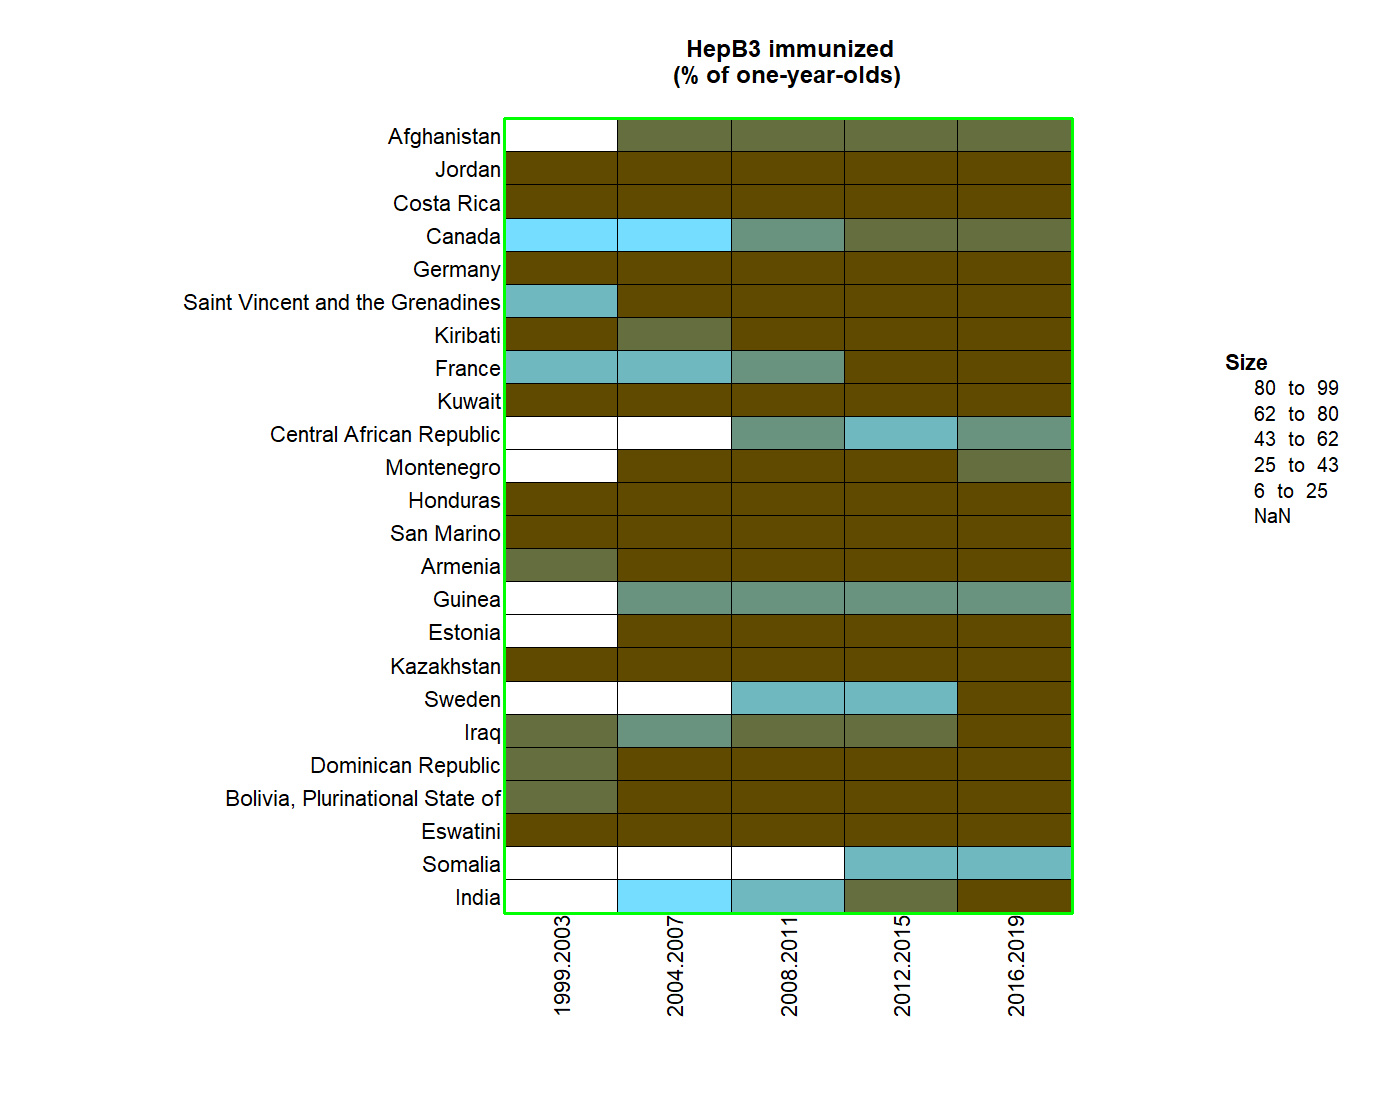 HepB3 immunized
(% of one-year-olds)
Afghanistan
Jordan
Costa Rica
Canada
Germany
Saint Vincent and the Grenadines
Kiribati
France
Kuwait
Central African Republic
Montenegro
Honduras
San Marino
Armenia
Guinea
Estonia
Kazakhstan
Sweden
Iraq
Dominican Republic
Bolivia, Plurinational State of
Eswatini
Somalia
India
1999.2003
2004.2007
2008.2011
2012.2015
2016.2019
Size
80 to 99
62 to 80
43 to 62
25 to 43
6 to 25
NaN